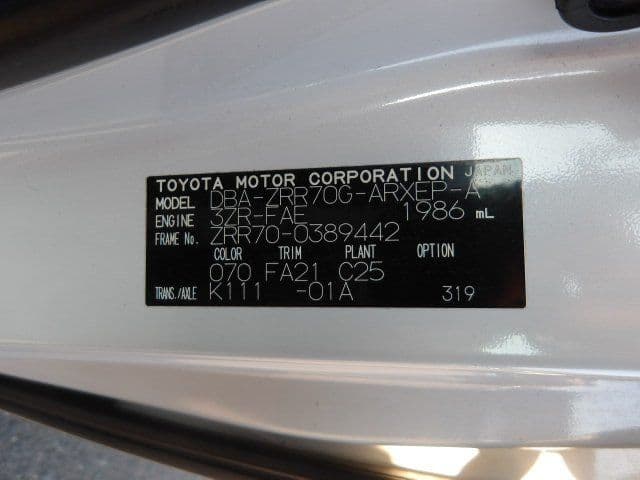 TOYOTA MOTOR CORPORATION JAPAN
MODEL DBA-ZRR70G-ARXEP-A
ENGINE 3ZR-FAE 1986 mL
FRAME No. ZRR70-0389442
COLOR TRIM PLANT OPTION
070 FA21 C25
TRANS./AXLE K111 -01A 319